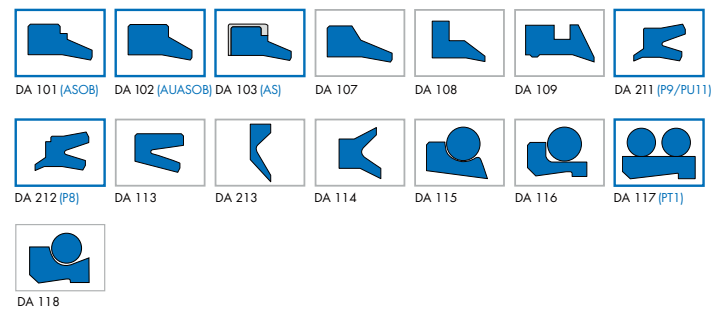 DA 101 (ASOB) DA 102 (AUASOB) DA 103 (AS) DA 107 DA 108 DA 109 DA 211 (P9/PU11)
DA 212 (P8) DA 113 DA 213 DA 114 DA 115 DA 116 DA 117 (PT1)
DA 118